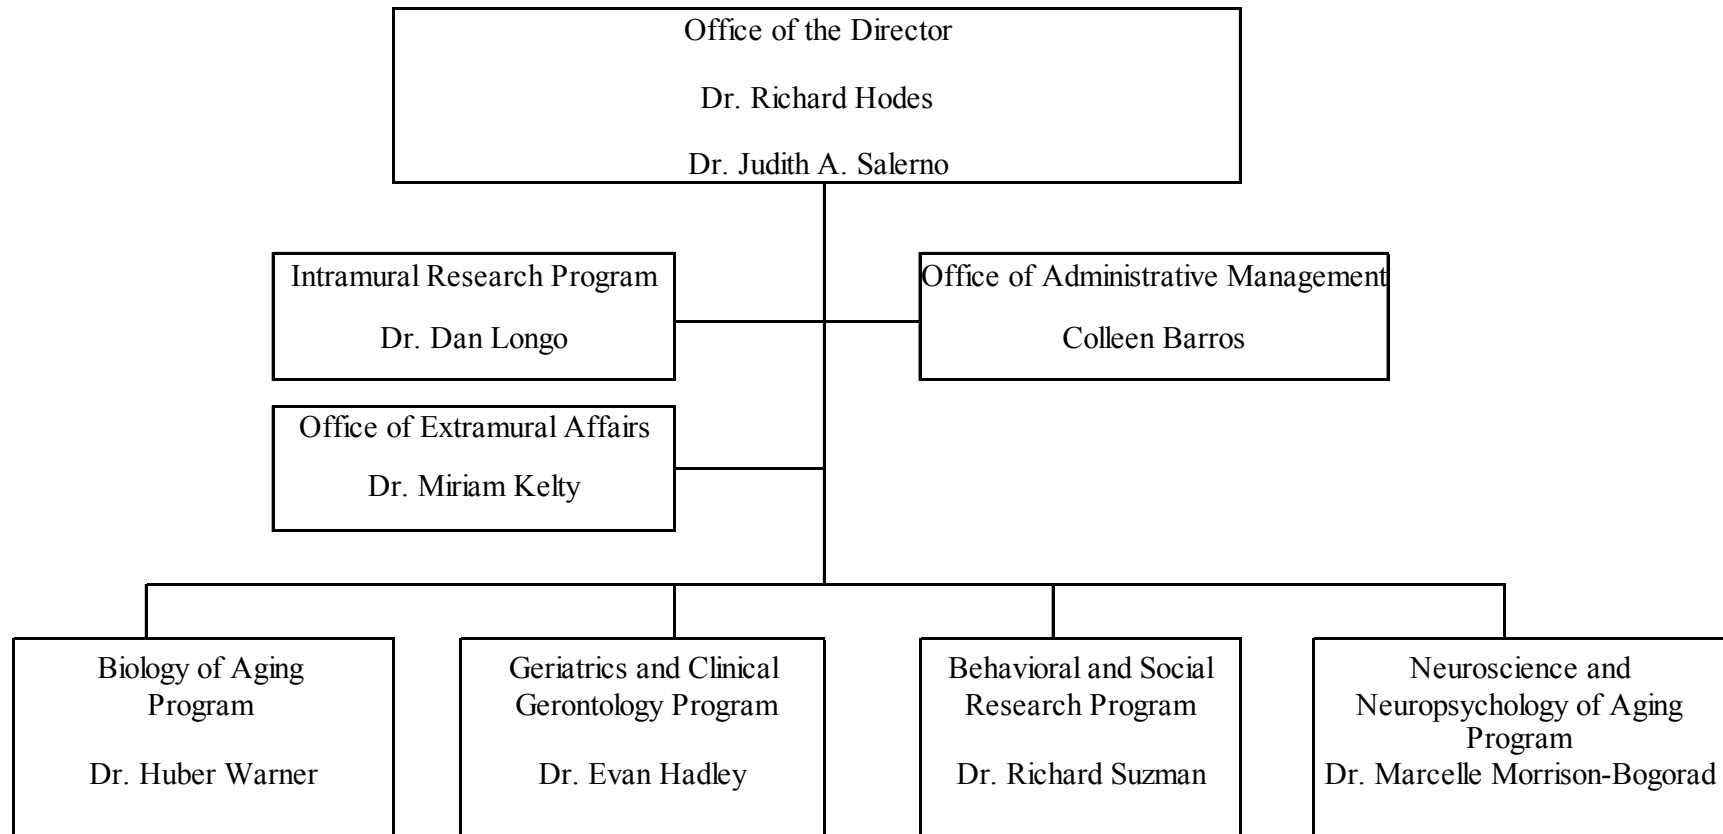 Office of the Director
Dr. Richard Hodes
Dr. Judith A. Salerno
Intramural Research Program
Dr. Dan Longo
Office of Administrative Management
Colleen Barros
Office of Extramural Affairs
Dr. Miriam Kelty
Biology of Aging
Program
Dr. Huber Warner
Geriatrics and Clinical
Gerontology Program
Dr. Evan Hadley
Behavioral and Social
Research Program
Dr. Richard Suzman
Neuroscience and
Neuropsychology of Aging
Program
Dr. Marcelle Morrison-Bogorad